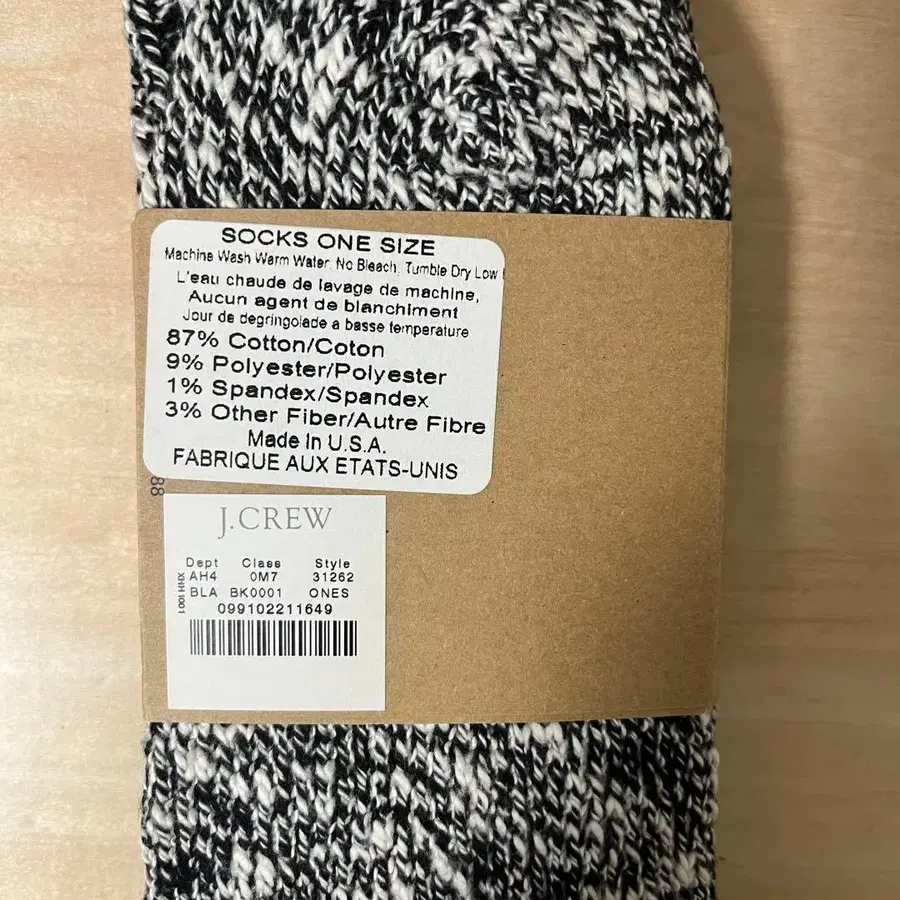 SOCKS ONE SIZE
Machine Wash Warm Water, No Bleach, Tumble Dry Low
L'eau chaude de lavage de machine,
Aucun agent de blanchiment
Jour de degringolade a basse temperature
87% Cotton/Coton
9% Polyester/Polyester
1% Spandex/Spandex
3% Other Fiber/Autre Fibre
Made In U.S.A.
FABRIQUE AUX ETATS-UNIS
88
J.CREW
Dept Class Style
AH4 0M7 31262
BLA BK0001 ONES
XHH1001
099102211649